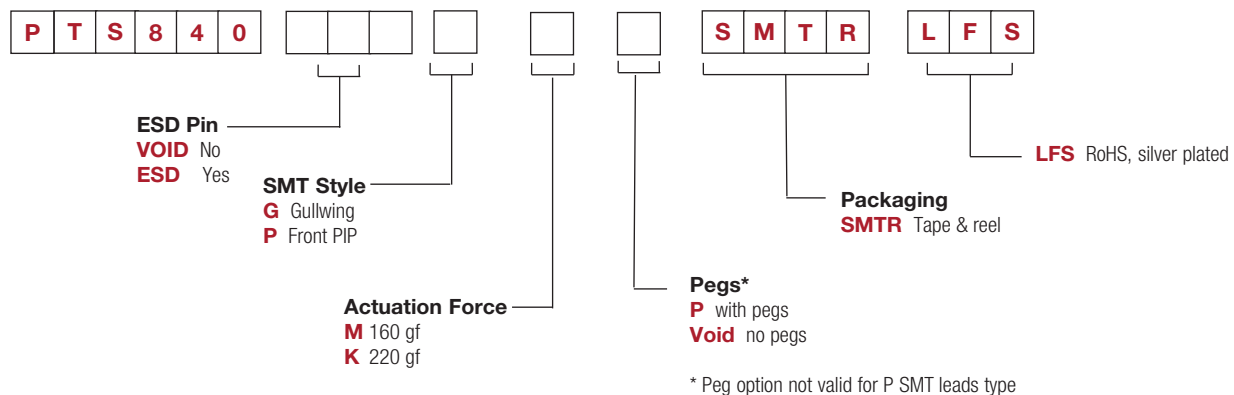 P T S 8 4 0 S M T R L F S
ESD Pin
VOID No
ESD Yes
SMT Style
G Gullwing
P Front PIP
Actuation Force
M 160 gf
K 220 gf
Pegs*
P with pegs
Void no pegs
* Peg option not valid for P SMT leads type
Packaging
SMTR Tape & reel
LFS RoHS, silver plated